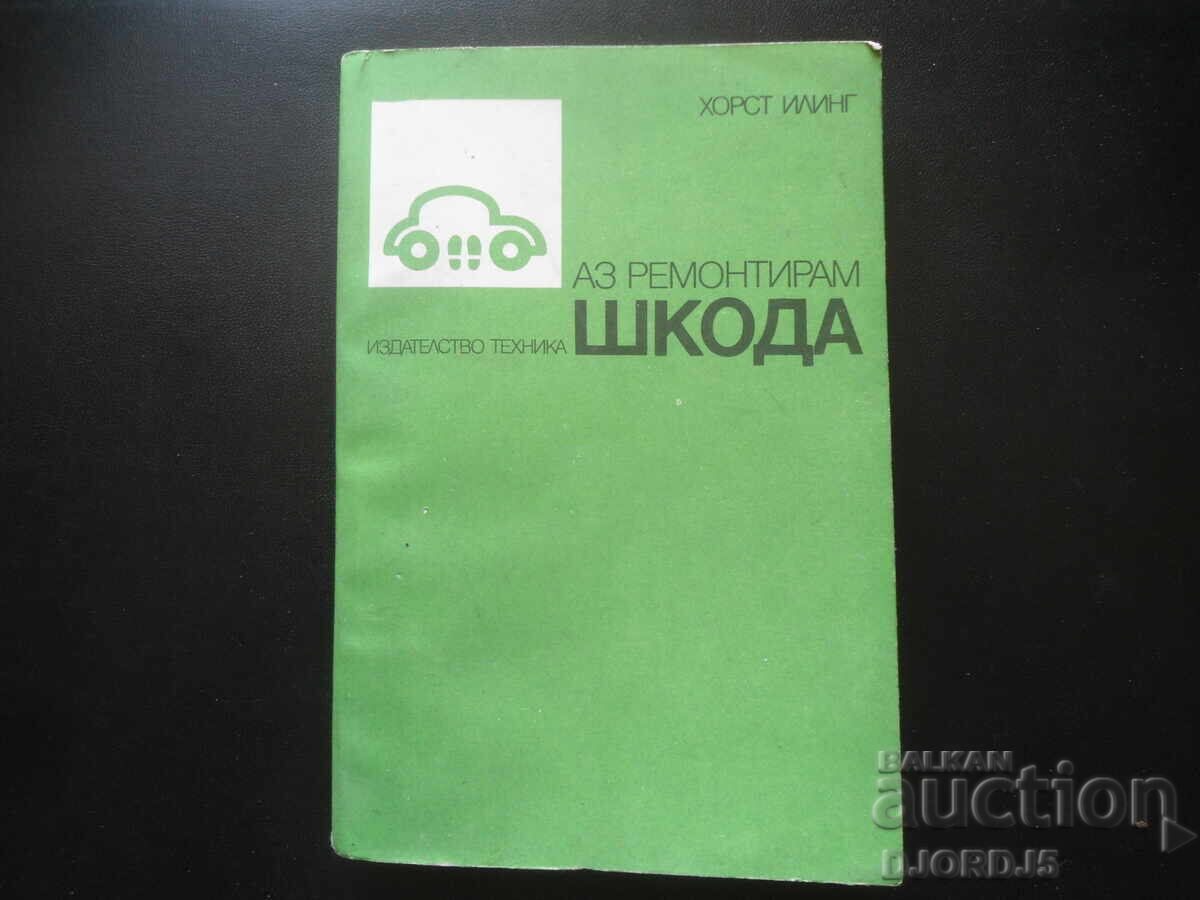 ХОРСТ ИЛИНГ
АЗ РЕМОНТИРАМ
ШКОДА
ИЗДАТЕЛСТВО ТЕХНИКА
BALKAN
auction
DJORDJ5